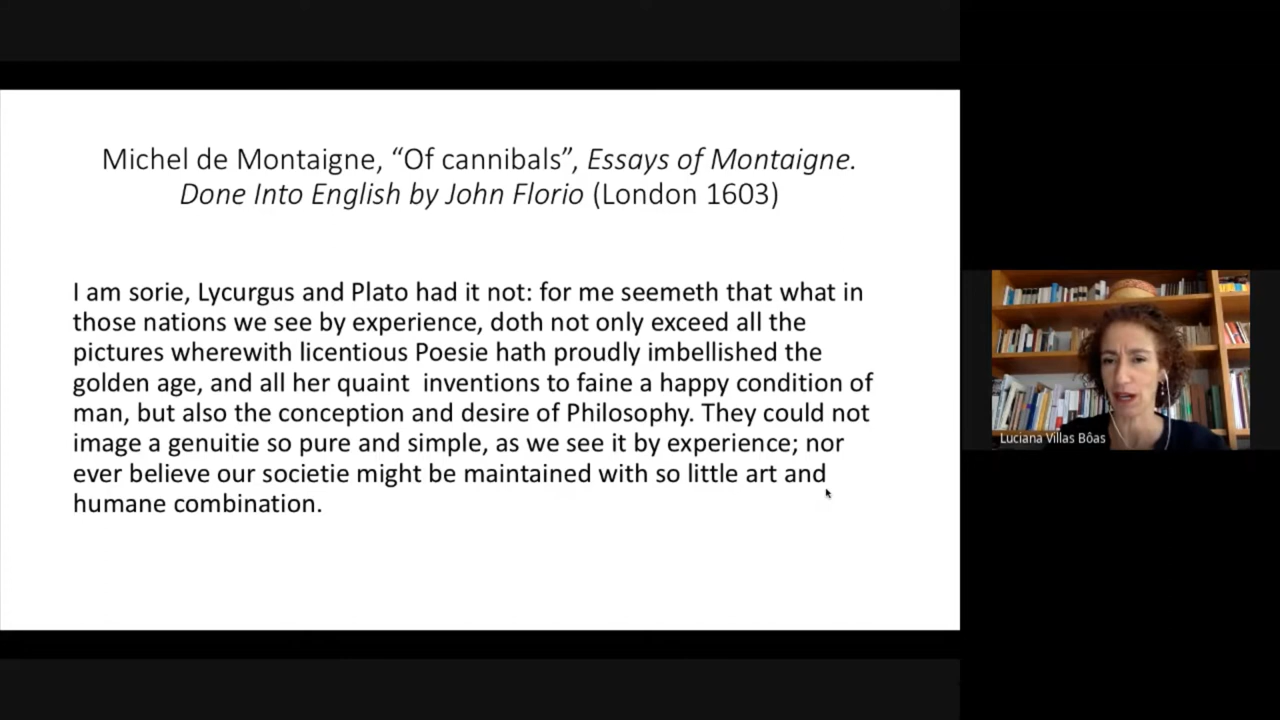 Michel de Montaigne, “Of cannibals”, Essays of Montaigne.
Done Into English by John Florio (London 1603)
I am sorie, Lycurgus and Plato had it not: for me seemeth that what in
those nations we see by experience, doth not only exceed all the
pictures wherewith licentious Poesie hath proudly imbellished the
golden age, and all her quaint  inventions to faine a happy condition of
man, but also the conception and desire of Philosophy. They could not
image a genuitie so pure and simple, as we see it by experience; nor
ever believe our societie might be maintained with so little art and
humane combination.
Luciana Villas Bôas